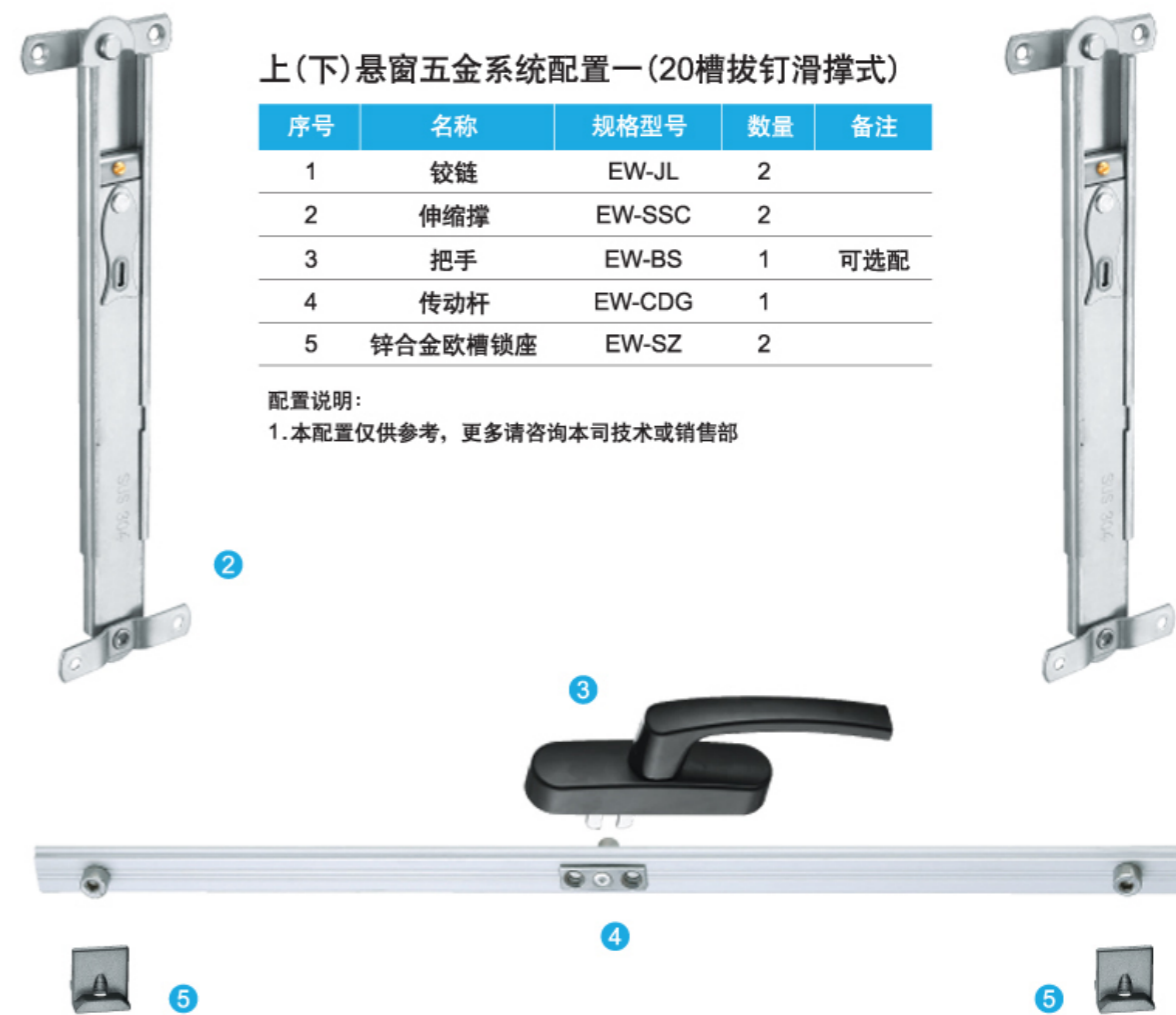 上(下)悬窗五金系统配置一(20槽拔钉滑撑式)
序号 名称 规格型号 数量 备注
1 铰链 EW-JL 2
2 伸缩撑 EW-SSC 2
3 把手 EW-BS 1 可选配
4 传动杆 EW-CDG 1
5 锌合金欧槽锁座 EW-SZ 2
配置说明:
1.本配置仅供参考，更多请咨询本司技术或销售部
SUS 304
SUS 304
2
3
4
5
5